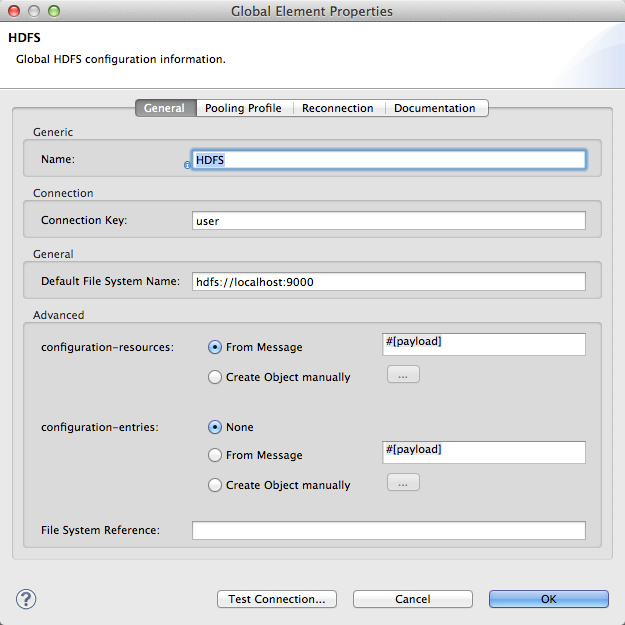 Global Element Properties
HDFS
Global HDFS configuration information.
General Pooling Profile Reconnection Documentation
Generic
Name: HDFS
Connection
Connection Key: user
General
Default File System Name: hdfs://localhost:9000
Advanced
configuration-resources: From Message #[payload]
Create Object manually ...
configuration-entries: None
From Message #[payload]
Create Object manually ...
File System Reference:
? Test Connection... Cancel OK